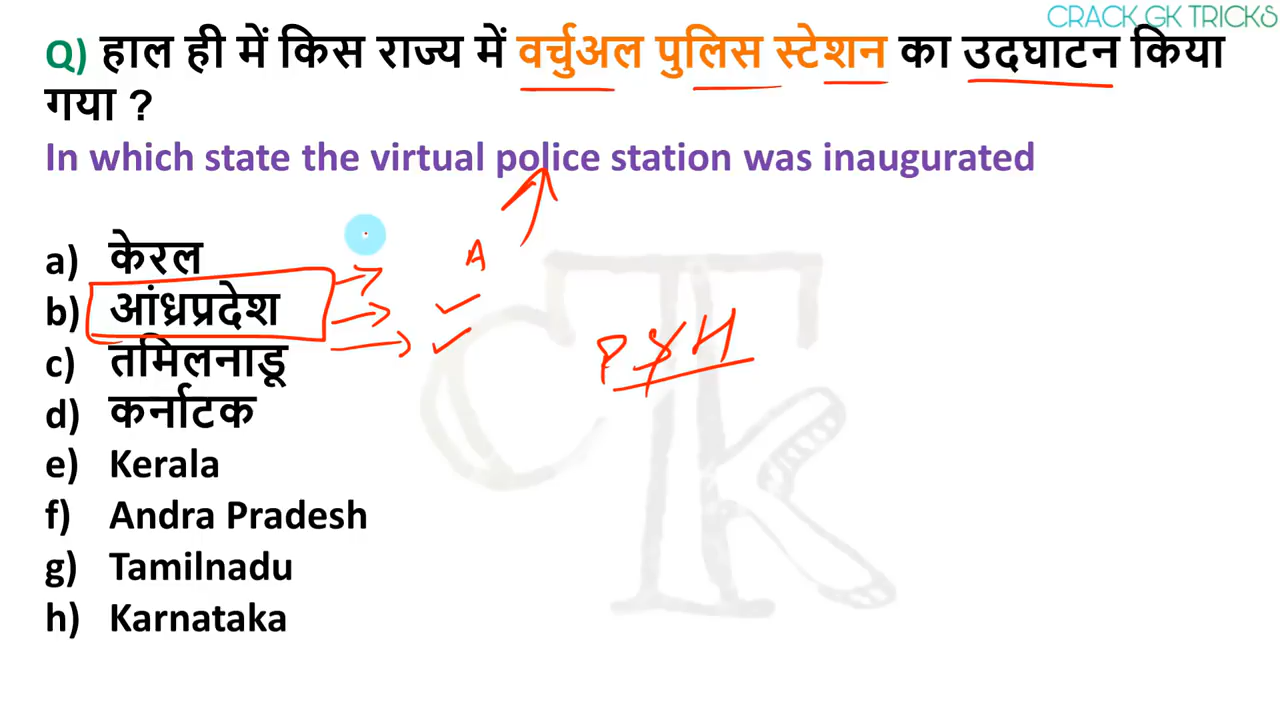 CRACK GK TRICKS
Q) हाल ही में किस राज्य में वर्चुअल पुलिस स्टेशन का उदघाटन किया
गया ?
In which state the virtual police station was inaugurated
a) केरल
A
b) आंध्रप्रदेश
c) तमिलनाडू
d) कर्नाटक
e) Kerala
f) Andra Pradesh
g) Tamilnadu
h) Karnataka